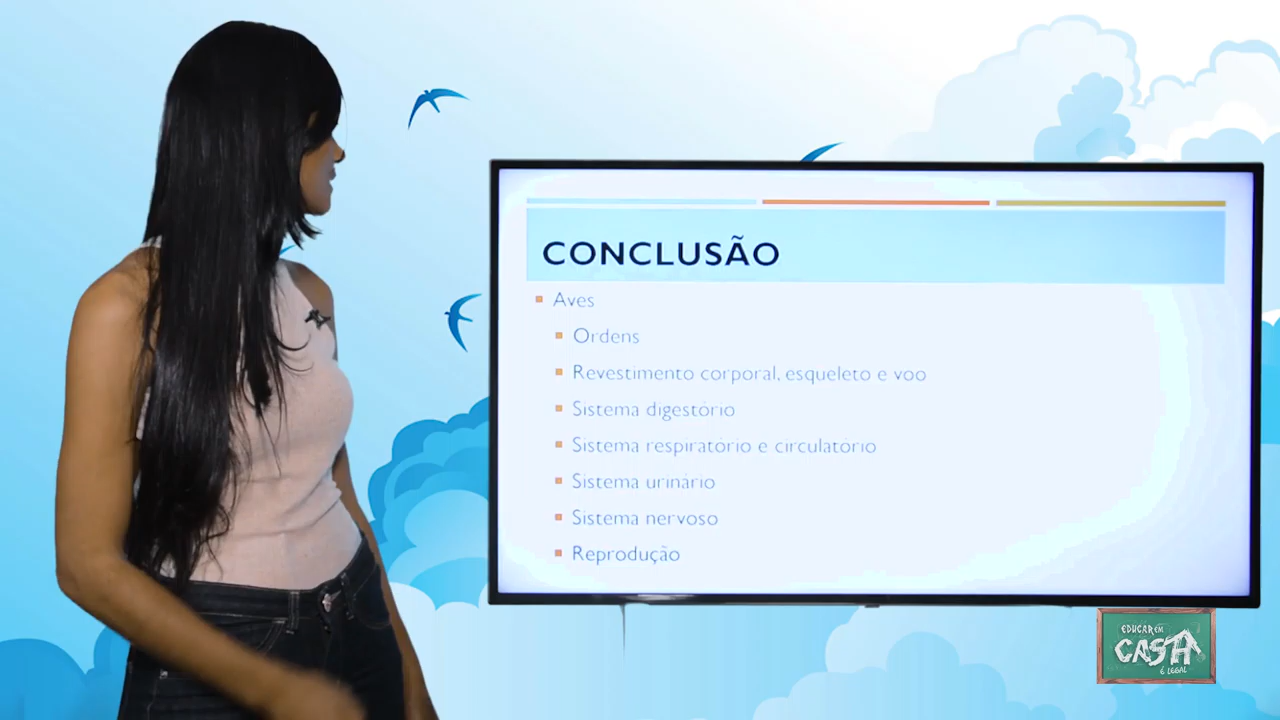 CONCLUSÃO
Aves
Ordens
Revestimento corporal, esqueleto e voo
Sistema digestório
Sistema respiratório e circulatório
Sistema urinário
Sistema nervoso
Reprodução
EDUCAR EM
CASA
É LEGAL